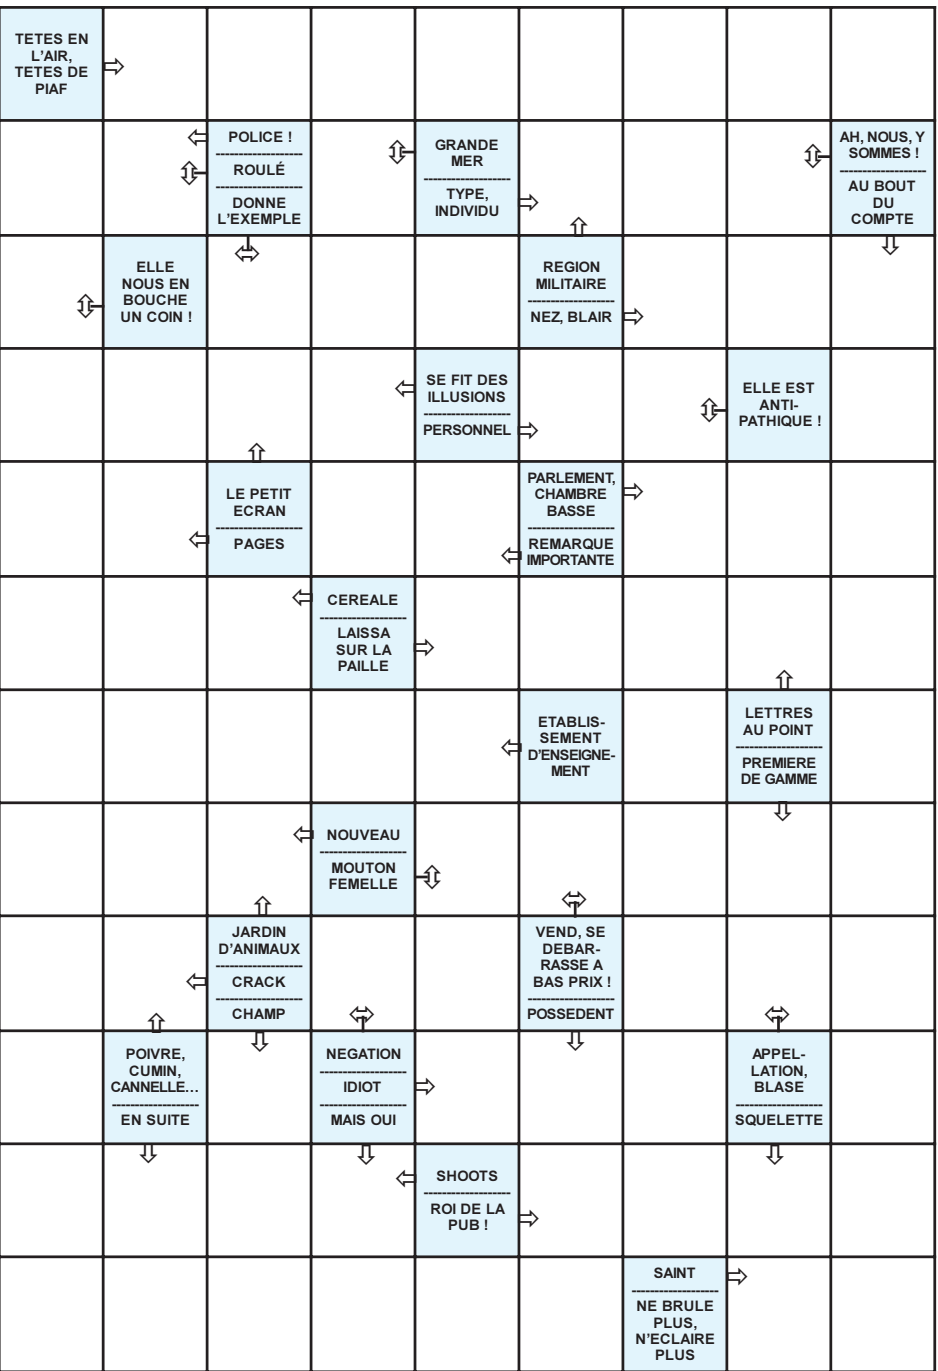 TETES EN
L'AIR,
TETES DE
PIAF
POLICE !
ROULÉ
DONNE
L'EXEMPLE
GRANDE
MER
TYPE,
INDIVIDU
AH, NOUS, Y
SOMMES !
AU BOUT
DU
COMPTE
ELLE
NOUS EN
BOUCHE
UN COIN !
REGION
MILITAIRE
NEZ, BLAIR
SE FIT DES
ILLUSIONS
PERSONNEL
ELLE EST
ANTI-
PATHIQUE !
LE PETIT
ECRAN
PAGES
PARLEMENT,
CHAMBRE
BASSE
REMARQUE
IMPORTANTE
CEREALE
LAISSA
SUR LA
PAILLE
ETABLIS-
SEMENT
D'ENSEIGNE-
MENT
LETTRES
AU POINT
PREMIERE
DE GAMME
NOUVEAU
MOUTON
FEMELLE
JARDIN
D'ANIMAUX
CRACK
CHAMP
VEND, SE
DEBAR-
RASSE A
BAS PRIX !
POSSEDENT
POIVRE,
CUMIN,
CANNELLE…
EN SUITE
NEGATION
IDIOT
MAIS OUI
APPEL-
LATION,
BLASE
SQUELETTE
SHOOTS
ROI DE LA
PUB !
SAINT
NE BRULE
PLUS,
N'ECLAIRE
PLUS